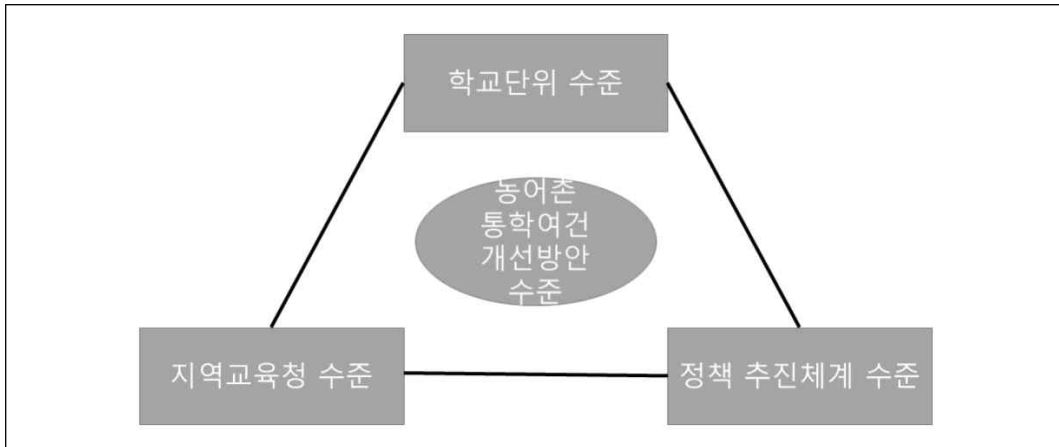 학교단위 수준
농어촌
통학여건
개선방안
수준
지역교육청 수준
정책 추진체계 수준